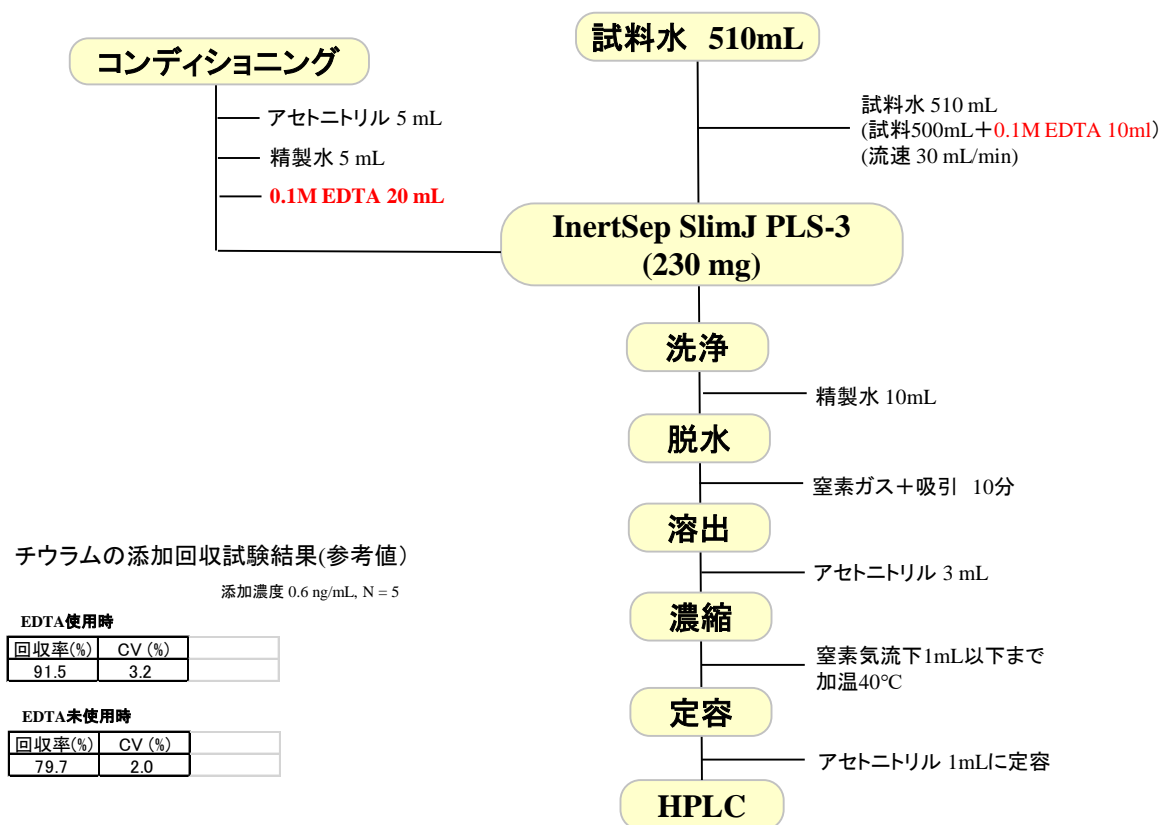 コンディショニング
アセトニトリル 5 mL
精製水 5 mL
0.1M EDTA 20 mL
試料水 510mL
試料水 510 mL
(試料500mL＋0.1M EDTA 10ml）
(流速 30 mL/min)
InertSep SlimJ PLS-3
(230 mg)
洗浄
精製水 10mL
脱水
窒素ガス＋吸引 10分
溶出
アセトニトリル 3 mL
濃縮
窒素気流下1mL以下まで
加温40℃
定容
アセトニトリル 1mLに定容
HPLC
チウラムの添加回収試験結果(参考値）
添加濃度 0.6 ng/mL, N = 5
EDTA使用時
回収率(%) CV (%)
91.5 3.2
EDTA未使用時
回収率(%) CV (%)
79.7 2.0